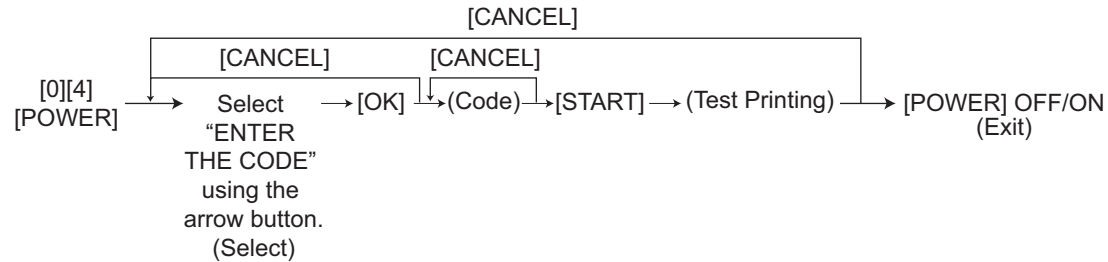 [CANCEL]
[CANCEL]
[CANCEL]
[0][4]
[POWER]
Select
“ENTER
THE CODE”
using the
arrow button.
(Select)
[OK]
(Code)
[START]
(Test Printing)
[POWER] OFF/ON
(Exit)